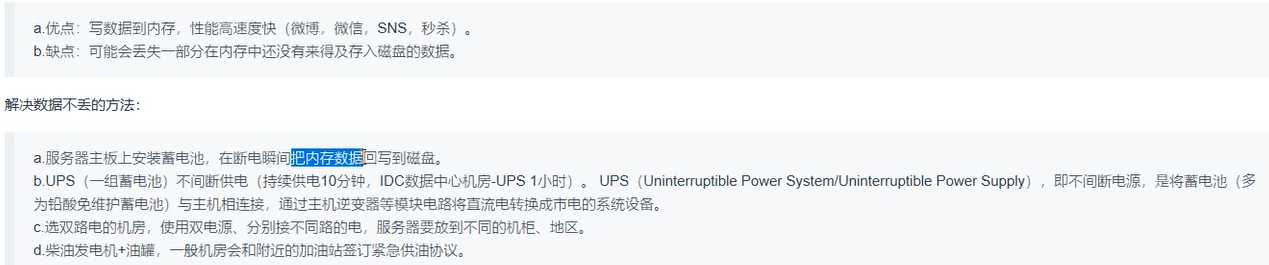 a.优点：写数据到内存，性能高速度快（微博，微信，SNS，秒杀）。
b.缺点：可能会丢失一部分在内存中还没有来得及存入磁盘的数据。
解决数据不丢的方法：
a.服务器主板上安装蓄电池，在断电瞬间把内存数据回写到磁盘。
b.UPS（一组蓄电池）不间断供电（持续供电10分钟，IDC数据中心机房-UPS 1小时）。 UPS（Uninterruptible Power System/Uninterruptible Power Supply），即不间断电源，是将蓄电池（多
为铅酸免维护蓄电池）与主机相连接，通过主机逆变器等模块电路将直流电转换成市电的系统设备。
c.选双路电的机房，使用双电源、分别接不同路的电，服务器要放到不同的机柜、地区。
d.柴油发电机+油罐，一般机房会和附近的加油站签订紧急供油协议。